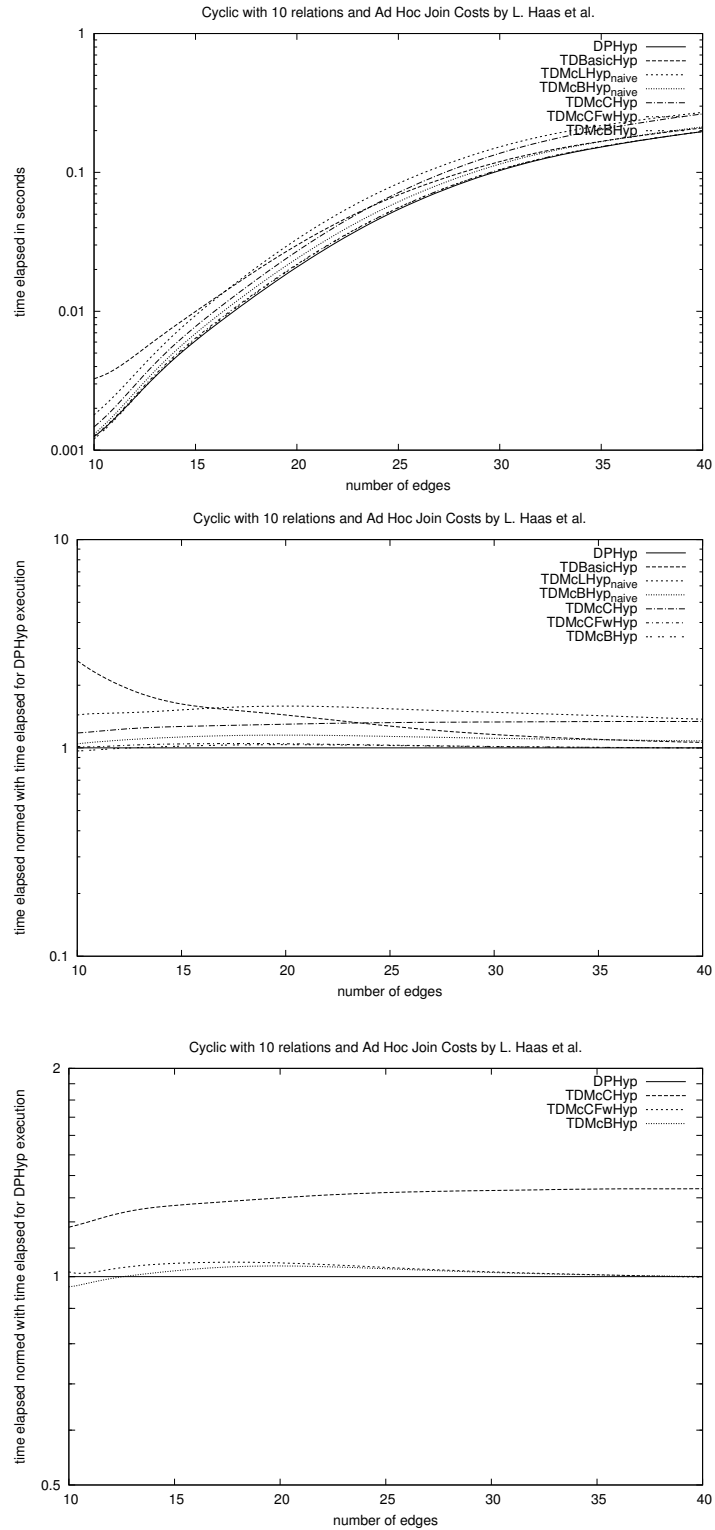 Cyclic with 10 relations and Ad Hoc Join Costs by L. Haas et al.
time elapsed in seconds
1
0.1
0.01
0.001
DPHyp
TDBasicHyp
TDMcLHypnaive
TDMcBHypnaive
TDMcCHyp
TDMcCFwHyp
TDMcBHyp
10 15 20 25 30 35 40
number of edges
Cyclic with 10 relations and Ad Hoc Join Costs by L. Haas et al.
time elapsed normed with time elapsed for DPHyp execution
10
1
0.1
DPHyp
TDBasicHyp
TDMcLHypnaive
TDMcBHypnaive
TDMcCHyp
TDMcCFwHyp
TDMcBHyp
10 15 20 25 30 35 40
number of edges
Cyclic with 10 relations and Ad Hoc Join Costs by L. Haas et al.
time elapsed normed with time elapsed for DPHyp execution
2
1
0.5
DPHyp
TDMcCHyp
TDMcCFwHyp
TDMcBHyp
10 15 20 25 30 35 40
number of edges